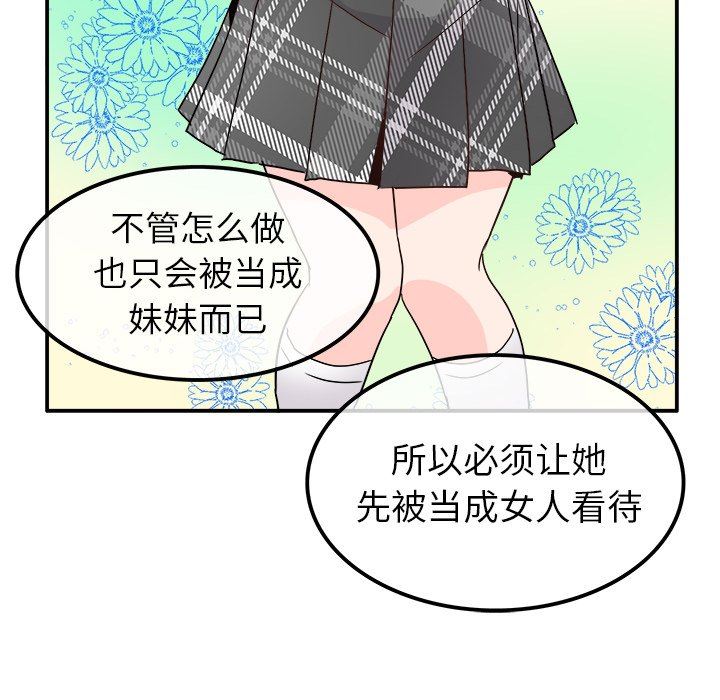 不管怎么做
也只会被当成
妹妹而已
所以必须让她
先被当成女人看待